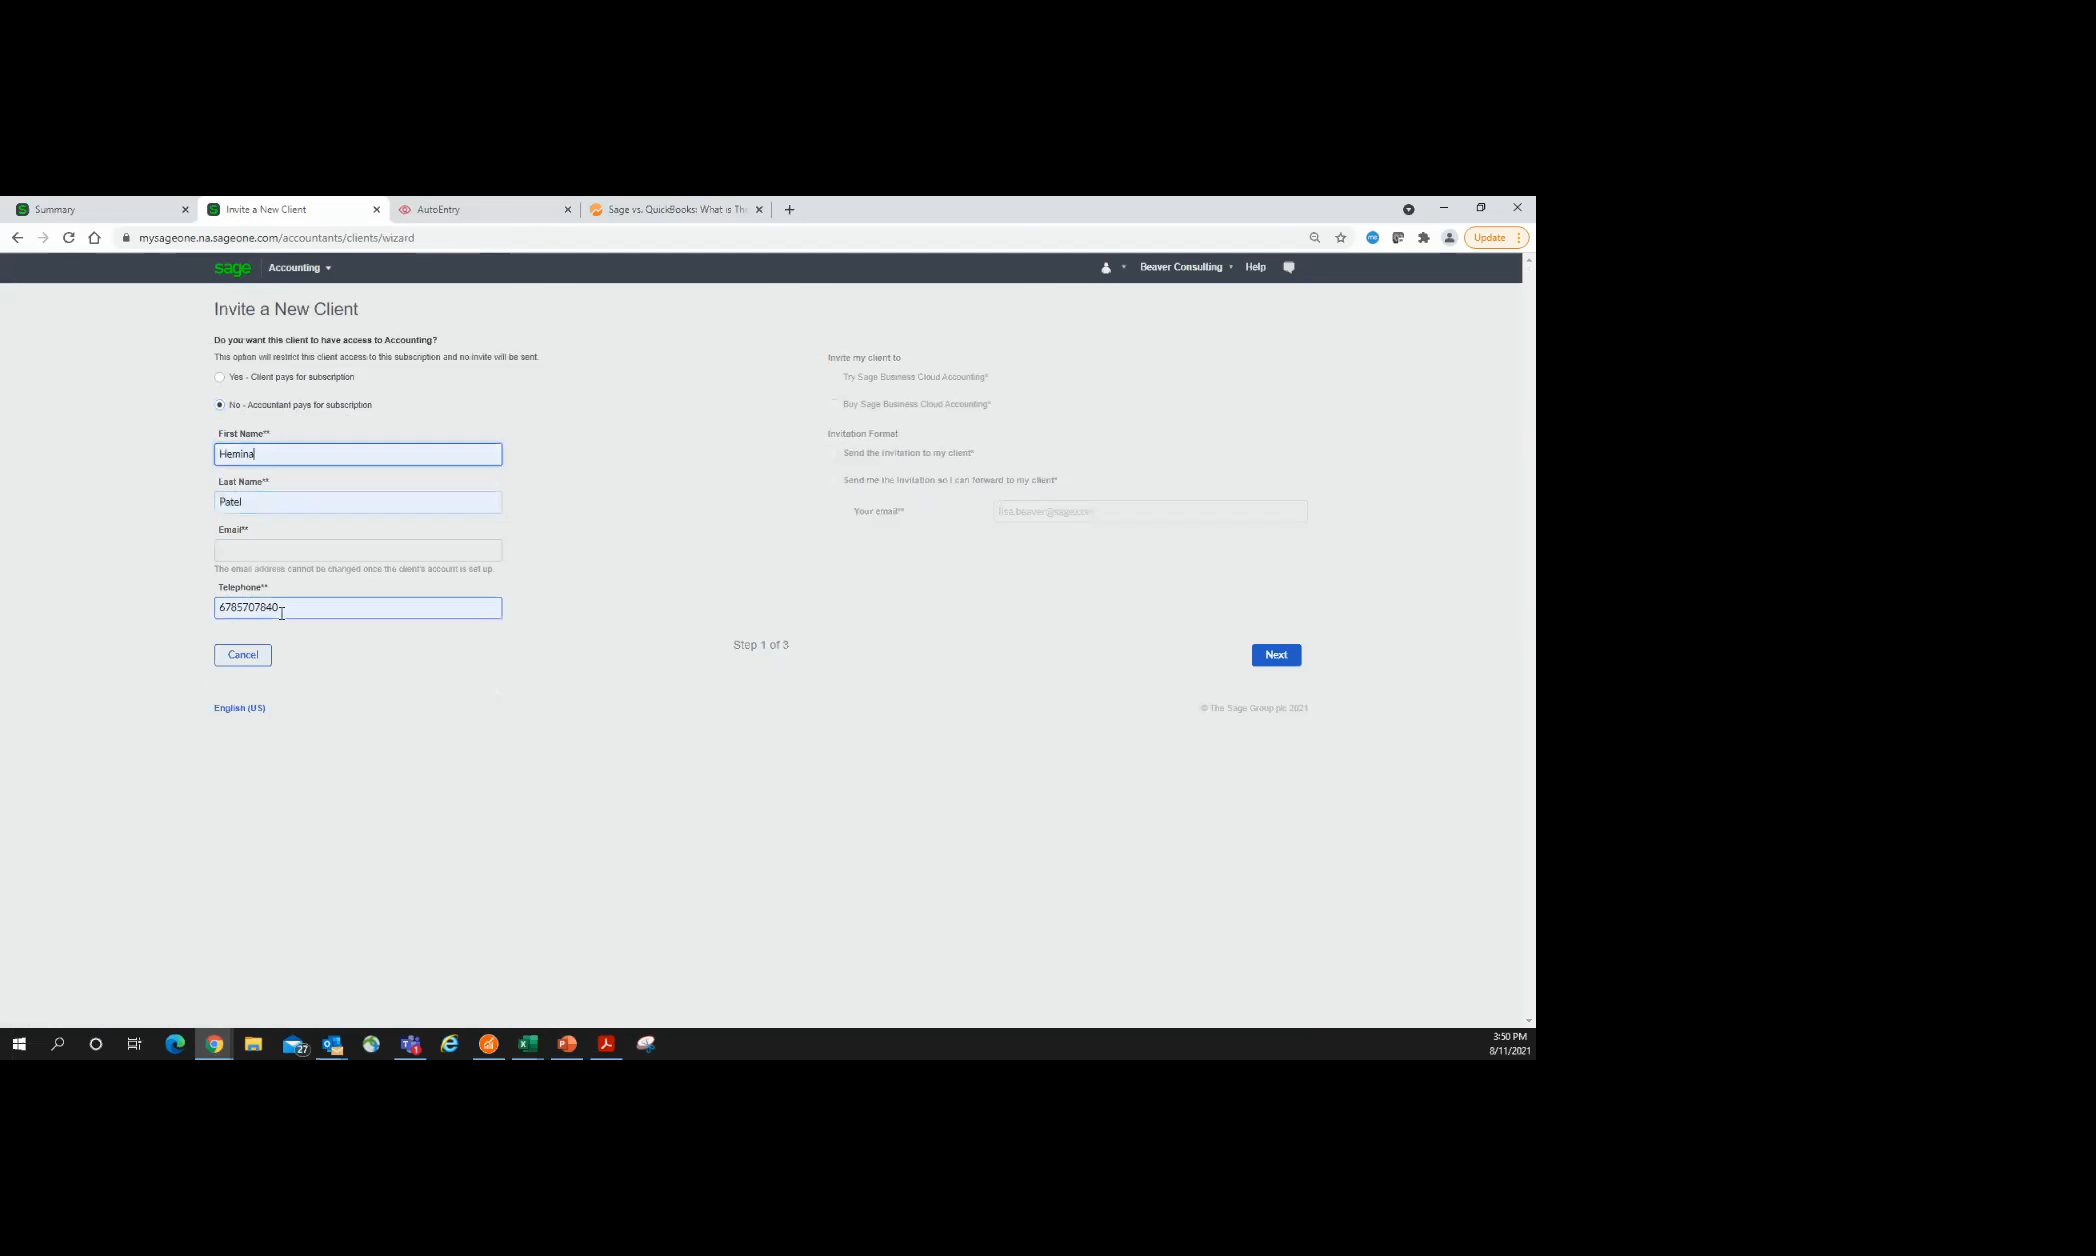 Summary
Invite a New Client
AutoEntry
Sage vs. QuickBooks: What is Th
mysageone.na.sageone.com/accountants/clients/wizard
Update
sage
Accounting
Beaver Consulting
Help
Invite a New Client
Do you want this client to have access to Accounting?
This option will restrict this client access to this subscription and no invite will be sent.
Yes - Client pays for subscription
No - Accountant pays for subscription
First Name**
Hemina
Last Name**
Patel
Email**
The email address cannot be changed once the client's account is set up.
Telephone**
6785707840
Invite my client to
Try Sage Business Cloud Accounting*
Buy Sage Business Cloud Accounting*
Invitation Format
Send the invitation to my client*
Send me the invitation so I can forward to my client*
Your email**
lisa.beaver@sage.com
Cancel
Step 1 of 3
Next
English (US)
© The Sage Group plc 2021
27
1
3:50 PM
8/11/2021